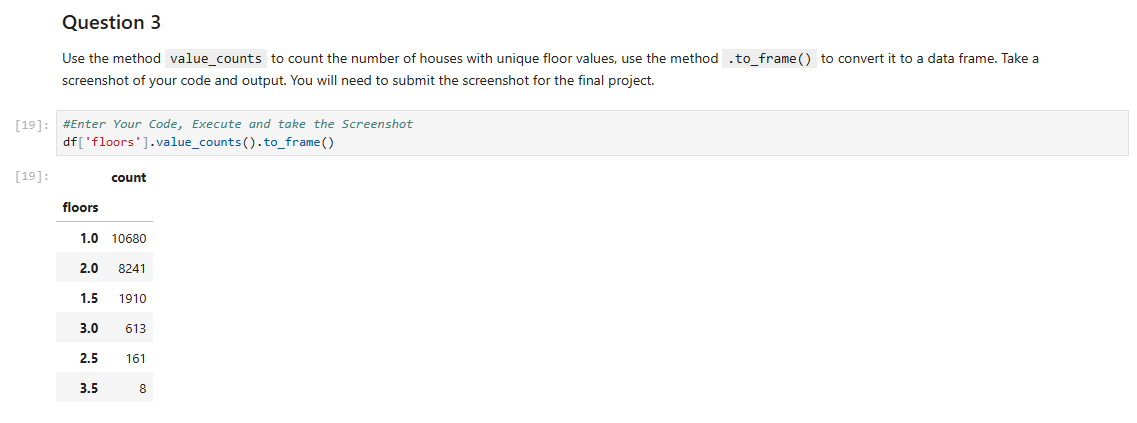 Question 3
Use the method value_counts to count the number of houses with unique floor values, use the method .to_frame() to convert it to a data frame. Take a
screenshot of your code and output. You will need to submit the screenshot for the final project.
[19]: #Enter Your Code, Execute and take the Screenshot
df['floors'].value_counts().to_frame()
[19]: count
floors
1.0 10680
2.0 8241
1.5 1910
3.0 613
2.5 161
3.5 8